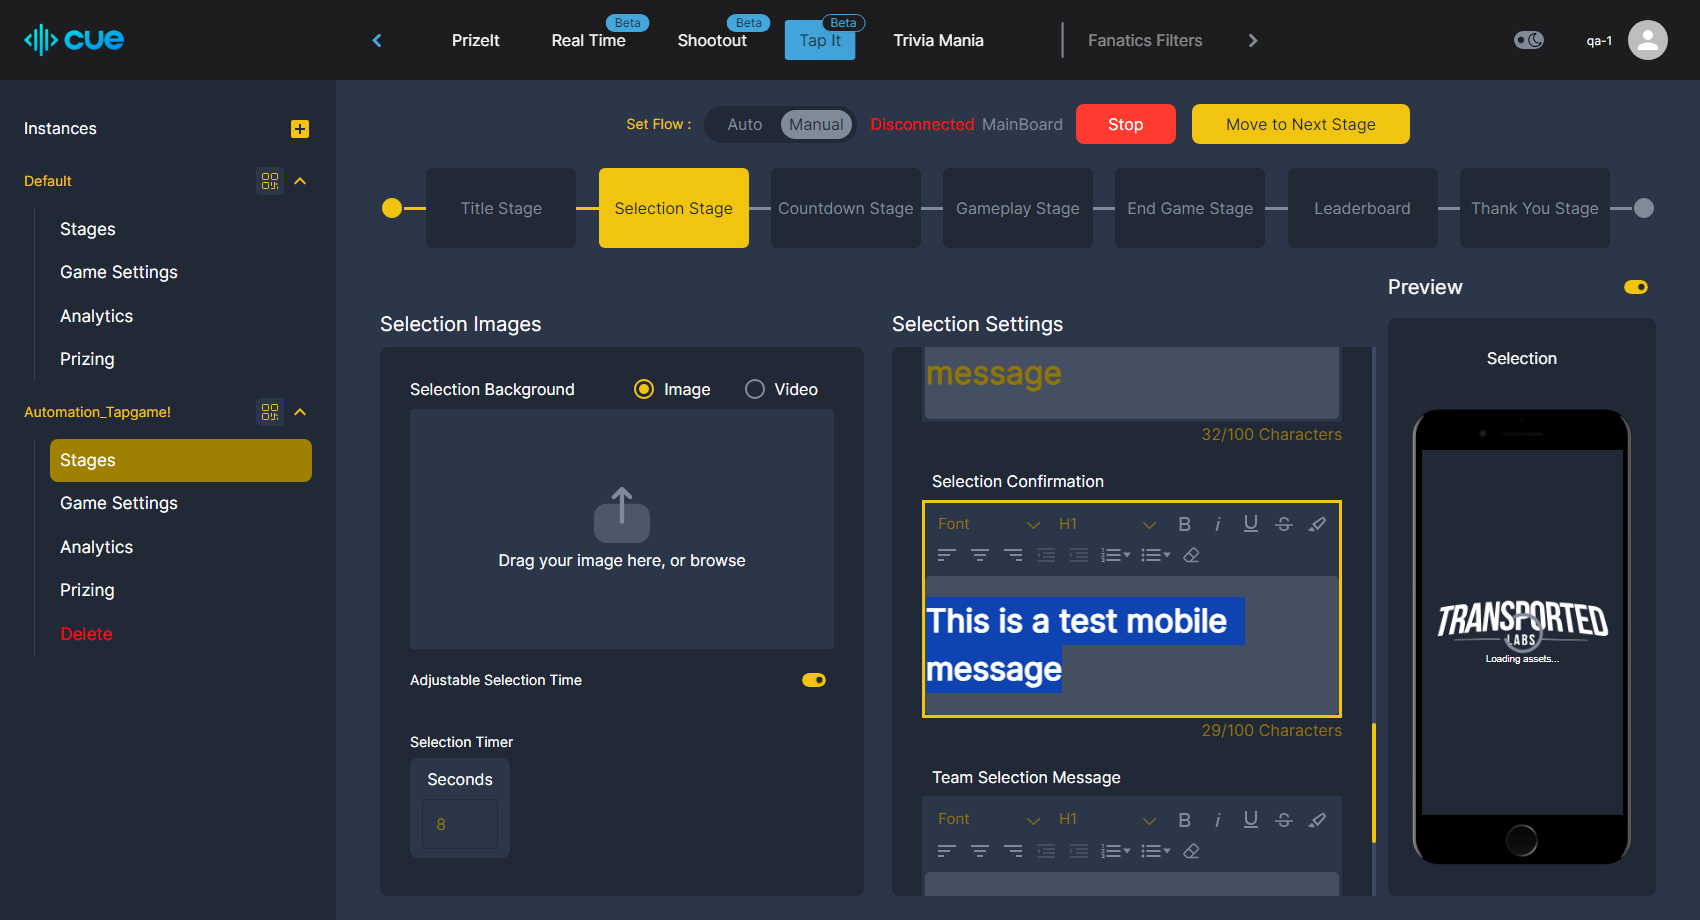 cue
PrizeIt
Real Time
Beta
Shootout
Beta
Tap It
Beta
Trivia Mania
Fanatics Filters
qa-1
Instances
Default
Stages
Game Settings
Analytics
Prizing
Automation_Tapgame!
Stages
Game Settings
Analytics
Prizing
Delete
Set Flow :
Auto
Manual
Disconnected MainBoard
Stop
Move to Next Stage
Title Stage
Selection Stage
Countdown Stage
Gameplay Stage
End Game Stage
Leaderboard
Thank You Stage
Selection Images
Selection Background
Image
Video
Drag your image here, or browse
Adjustable Selection Time
Selection Timer
Seconds
8
Selection Settings
message
32/100 Characters
Selection Confirmation
Font
H1
This is a test mobile
message
29/100 Characters
Team Selection Message
Font
H1
Preview
Selection
TRANSPORTED
LABS
Loading assets...